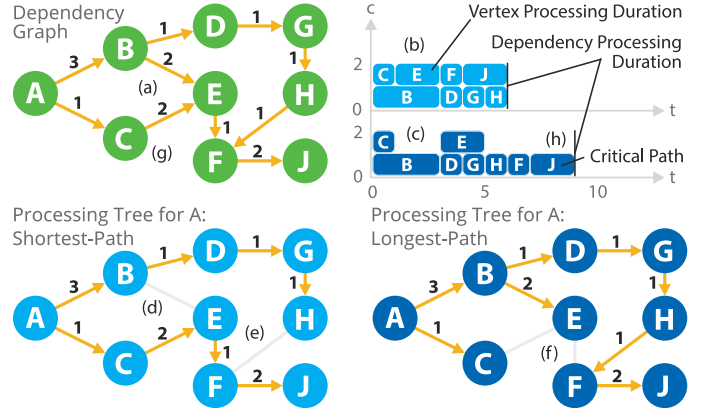 Dependency
Graph
A
B
C
D
E
F
G
H
J
3
1
1
2
2
1
1
1
1
2
(a)
(g)
c
Vertex Processing Duration
(b)
Dependency Processing
Duration
2
0
C E F J
B D G H
t
2
0
(c)
(h)
C E
B D G H F J
Critical Path
0 5 10
t
Processing Tree for A:
Shortest-Path
A
B
C
D
E
F
G
H
J
3
1
1
2
1
1
1
2
(d)
(e)
Processing Tree for A:
Longest-Path
A
B
C
D
E
F
G
H
J
3
1
1
2
1
1
1
2
(f)